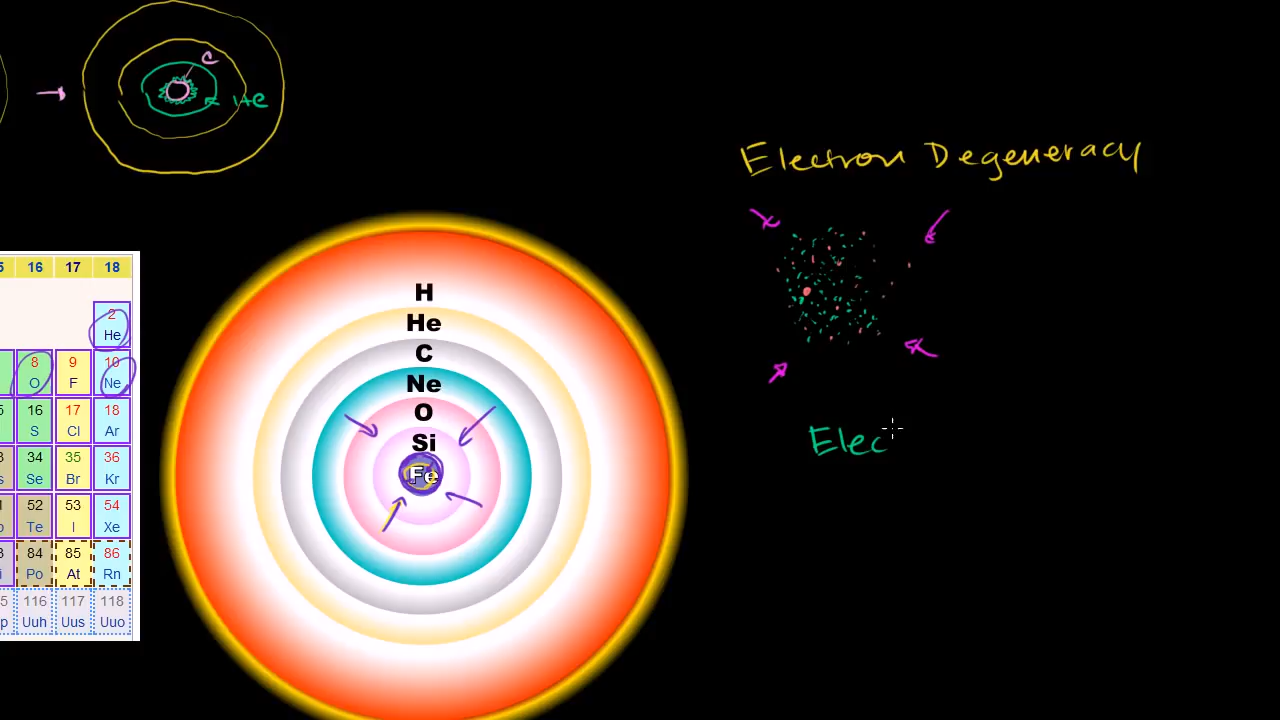 C
He
Electron Degeneracy
5 16 17 18
2
He
8 9 10
O F Ne
16 17 18
S Cl Ar
34 35 36
s Se Br Kr
52 53 54
Te I Xe
84 85 86
Po At Rn
116 117 118
p Uuh Uus Uuo
H
He
C
Ne
O
Si
Fe
Elec